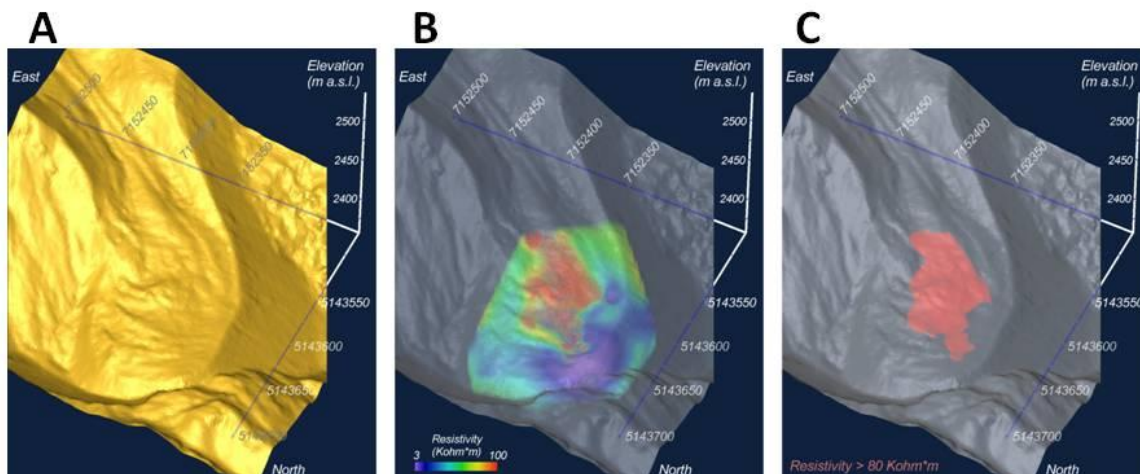 A
B
C
East
Elevation
(m a.s.l.)
7152500
7152450
2500
2450
2400
5143550
5143600
North
East
Elevation
(m a.s.l.)
7152500
7152450
7152400
7152350
2500
2450
2400
5143550
5143600
5143650
5143700
Resistivity
(Kohm*m)
3
100
North
East
Elevation
(m a.s.l.)
7152500
7152450
7152400
7152350
2500
2450
2400
5143550
5143600
5143650
5143700
Resistivity > 80 Kohm*m
North